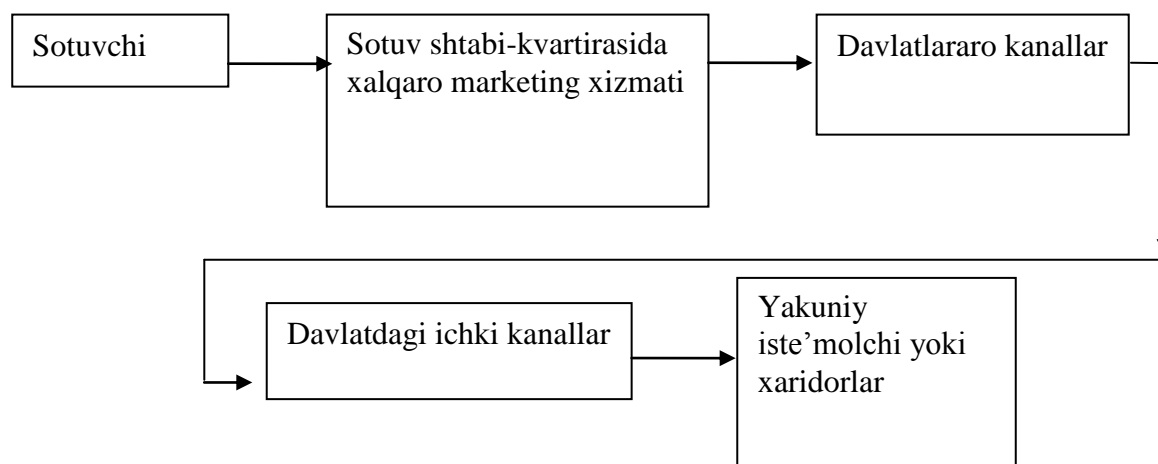 Sotuvchi
Sotuv shtabi-kvartirasida
xalqaro marketing xizmati
Davlatlararo kanallar
Davlatdagi ichki kanallar
Yakuniy
iste’molchi yoki
xaridorlar